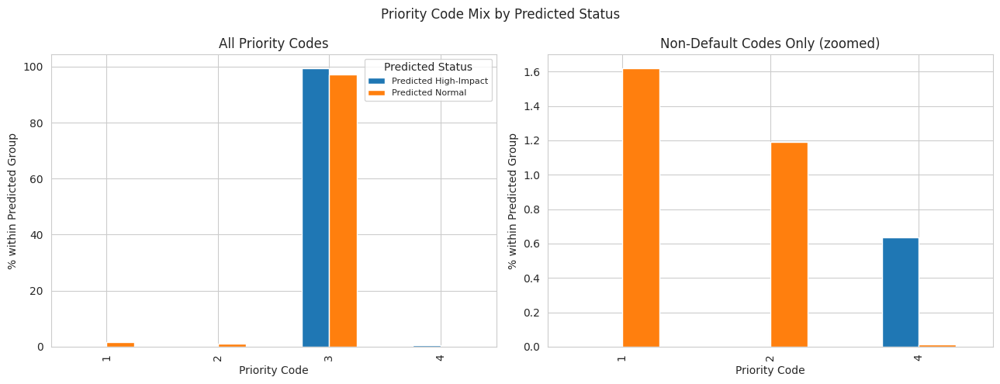 Priority Code Mix by Predicted Status
All Priority Codes
% within Predicted Group
100
80
60
40
20
0
Predicted Status
Predicted High-Impact
Predicted Normal
1
2
3
4
Priority Code
Non-Default Codes Only (zoomed)
% within Predicted Group
1.6
1.4
1.2
1.0
0.8
0.6
0.4
0.2
0.0
1
2
4
Priority Code